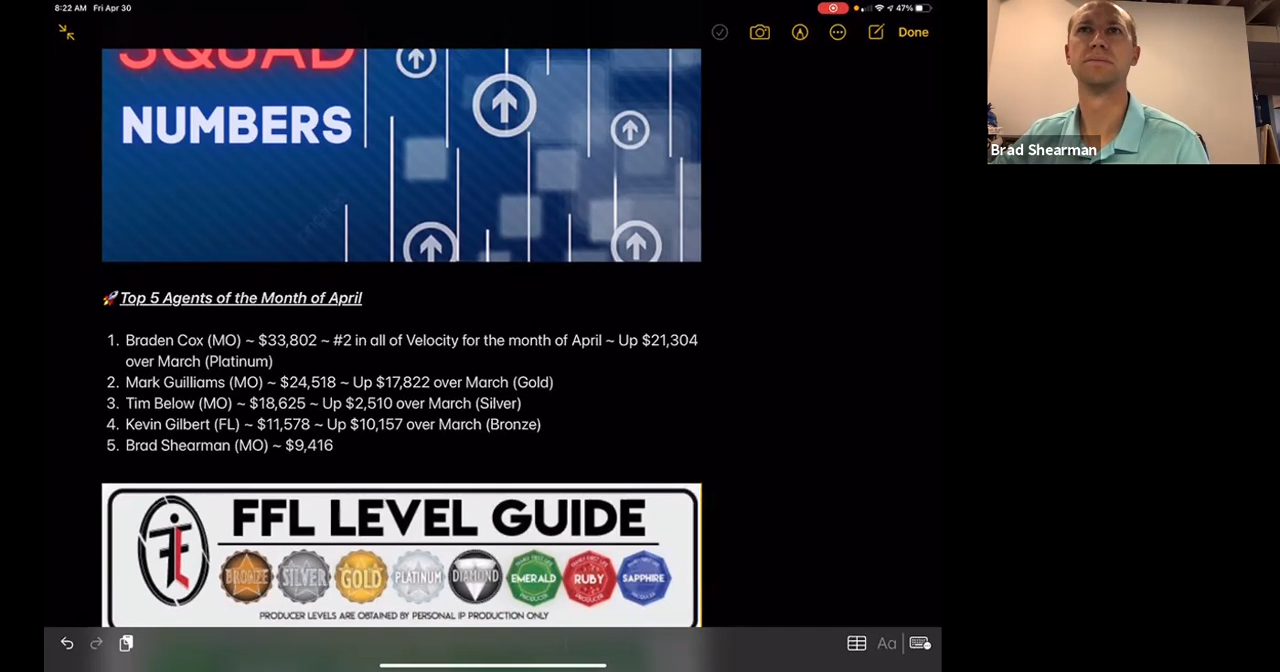 8:22 AM Fri Apr 30
47%
Done
SQUAD
NUMBERS
Brad Shearman
🚀Top 5 Agents of the Month of April
1. Braden Cox (MO) ~ $33,802 ~ #2 in all of Velocity for the month of April ~ Up $21,304
over March (Platinum)
2. Mark Guilliams (MO) ~ $24,518 ~ Up $17,822 over March (Gold)
3. Tim Below (MO) ~ $18,625 ~ Up $2,510 over March (Silver)
4. Kevin Gilbert (FL) ~ $11,578 ~ Up $10,157 over March (Bronze)
5. Brad Shearman (MO) ~ $9,416
FFL LEVEL GUIDE
BRONZE SILVER GOLD PLATINUM DIAMOND EMERALD RUBY SAPPHIRE
PRODUCER LEVELS ARE OBTAINED BY PERSONAL IP PRODUCTION ONLY
Aa